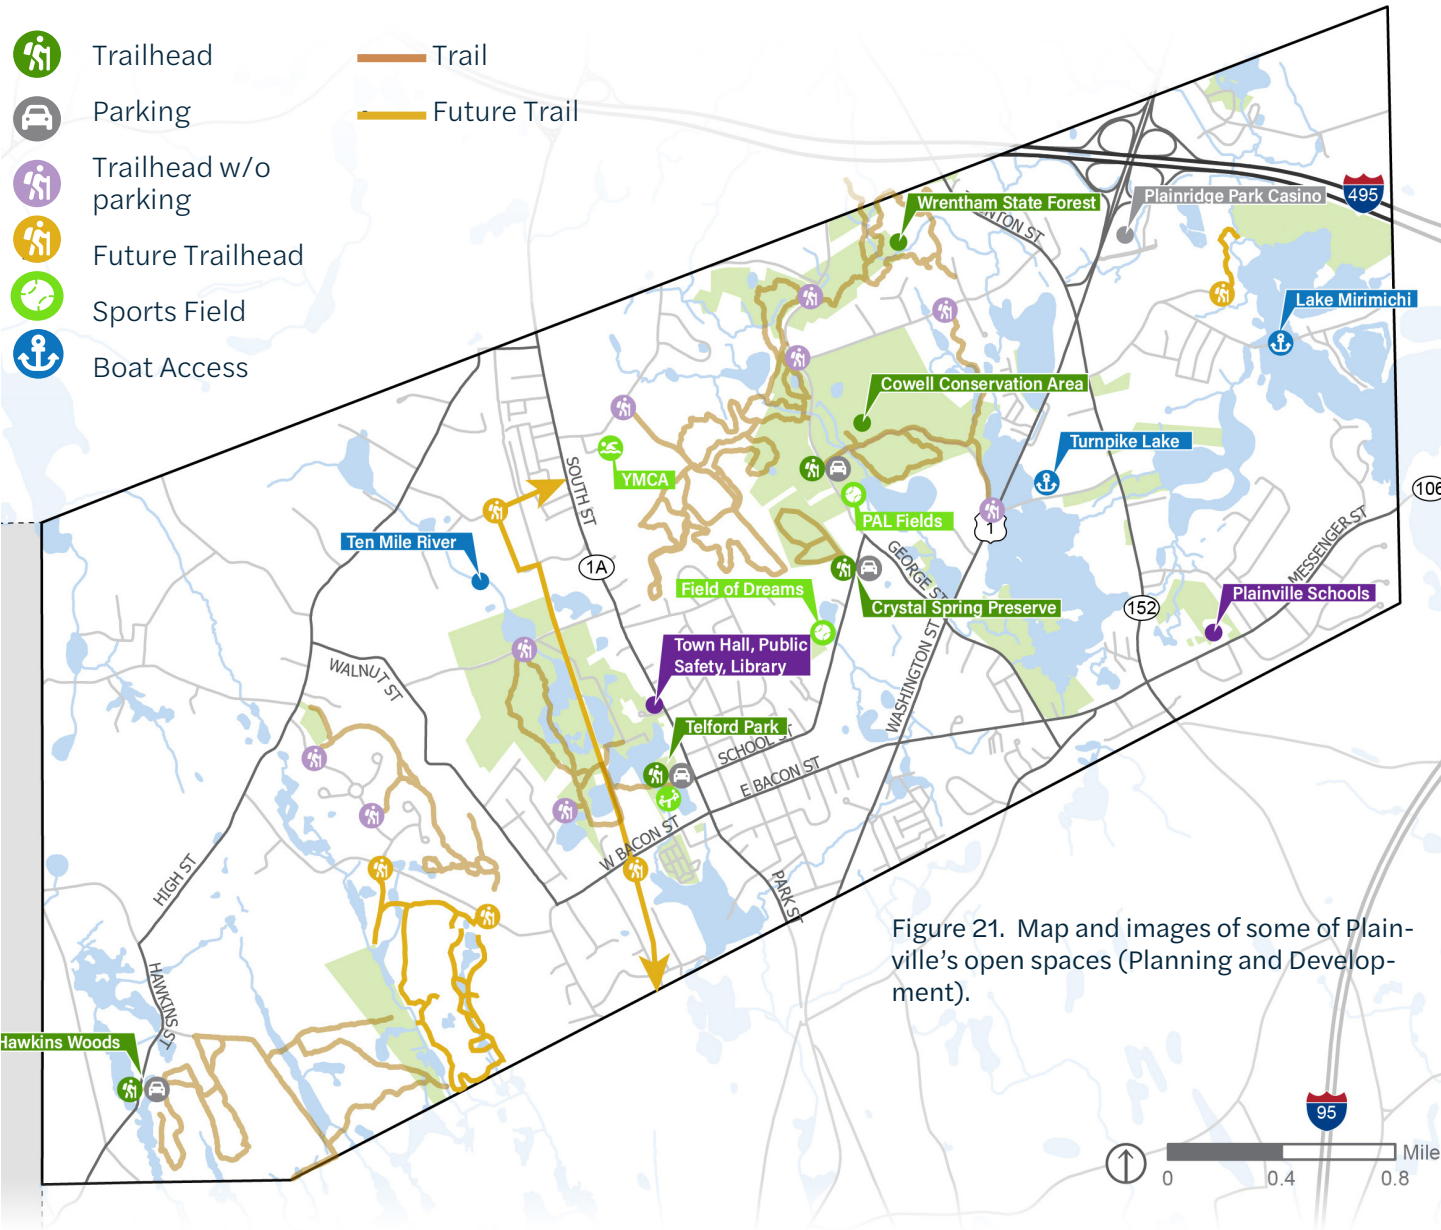 Trailhead
Trail
Parking
Future Trail
Trailhead w/o
parking
Future Trailhead
Sports Field
Boat Access
495
Plainridge Park Casino
Wrentham State Forest
Lake Mirimichi
Cowell Conservation Area
Turnpike Lake
YMCA
SOUTH ST
106
PAL Fields
1
Ten Mile River
1A
GEORGE ST
MESSENGER ST
Field of Dreams
Crystal Spring Preserve
152
Plainville Schools
Town Hall, Public
Safety, Library
WALNUT ST
WASHINGTON ST
Telford Park
SCHOOL ST
E BACON ST
W BACON ST
HIGH ST
PARK ST
Figure 21. Map and images of some of Plain-
ville's open spaces (Planning and Develop-
ment).
HAWKINS ST
Hawkins Woods
95
Mile
0 0.4 0.8